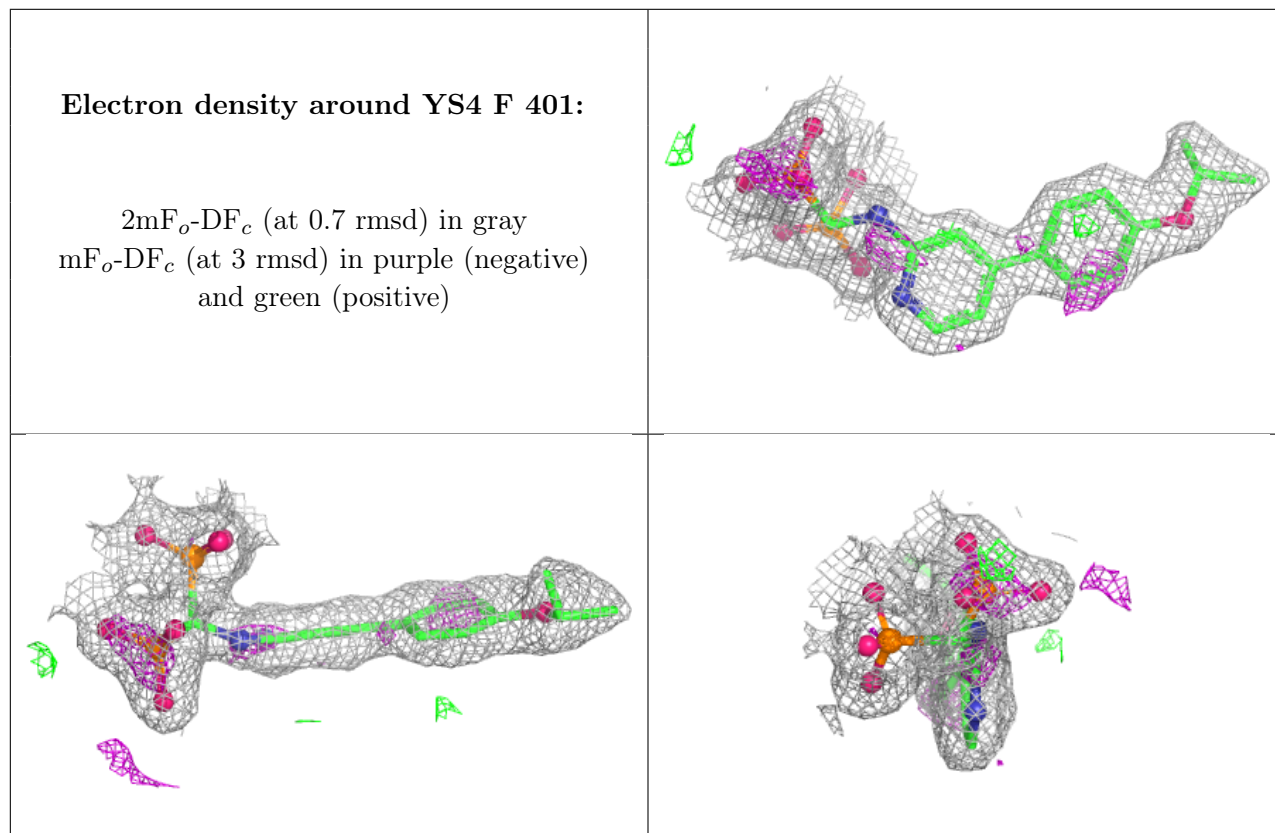 Electron density around YS4 F 401:
2mFo-DFc (at 0.7 rmsd) in gray
mFo-DFc (at 3 rmsd) in purple (negative)
and green (positive)